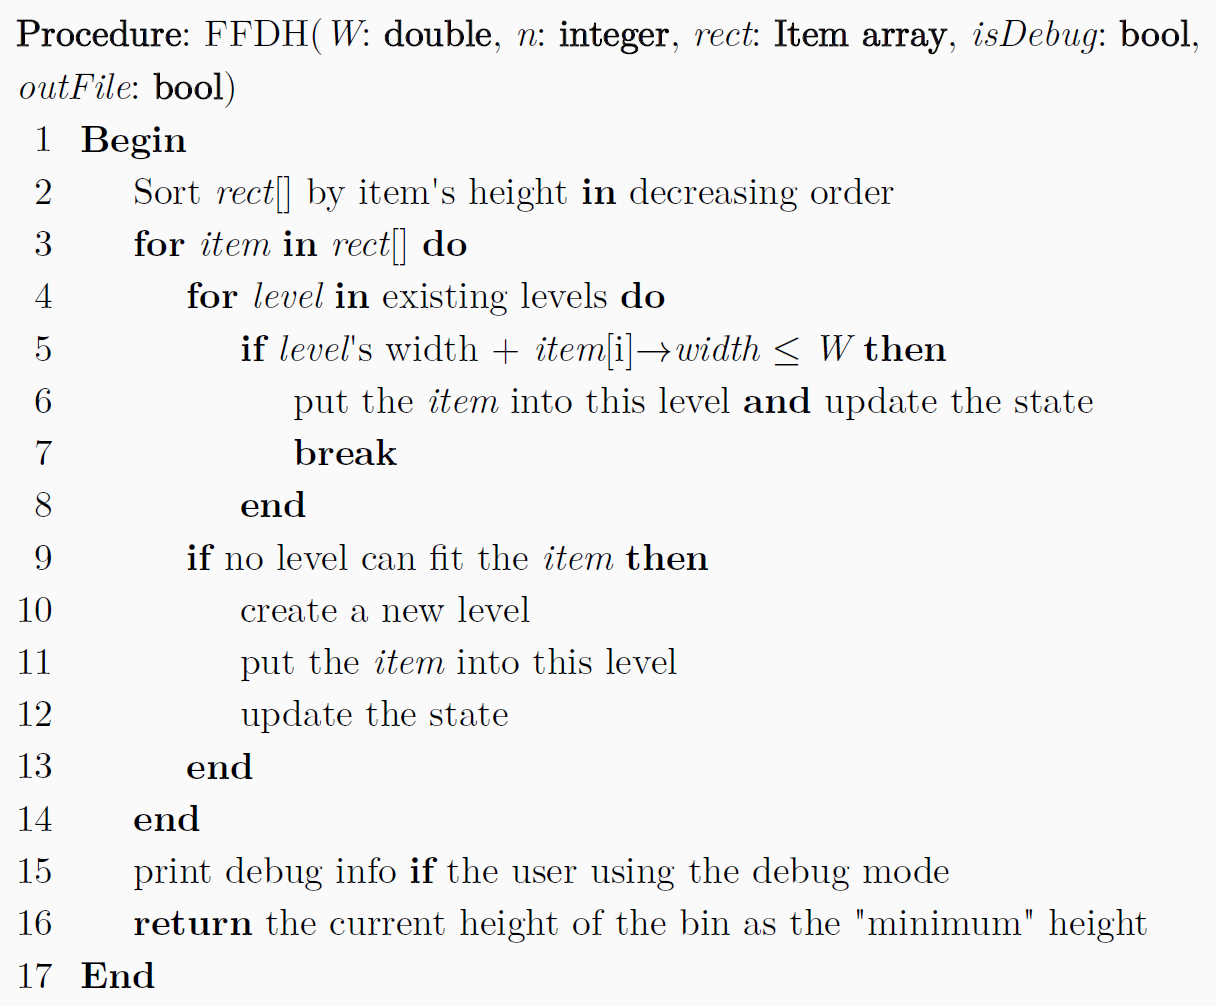 Procedure: FFDH(W: double, n: integer, rect: Item array, isDebug: bool,
outFile: bool)
1 Begin
2 Sort rect[] by item's height in decreasing order
3 for item in rect[] do
4 for level in existing levels do
5 if level's width + item[i]→width ≤ W then
6 put the item into this level and update the state
7 break
8 end
9 if no level can fit the item then
10 create a new level
11 put the item into this level
12 update the state
13 end
14 end
15 print debug info if the user using the debug mode
16 return the current height of the bin as the "minimum" height
17 End